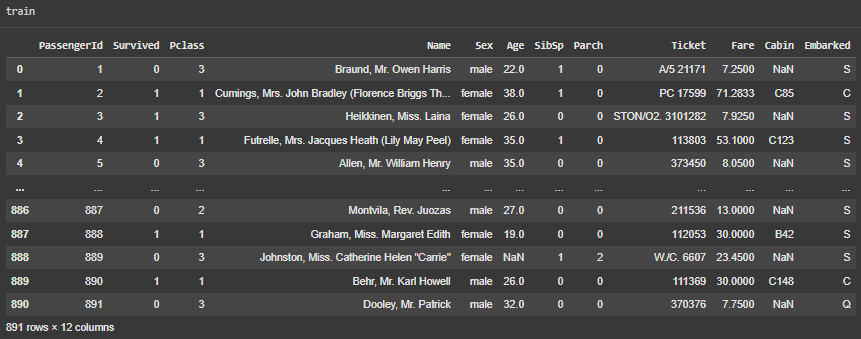 train
PassengerId Survived Pclass Name Sex Age SibSp Parch Ticket Fare Cabin Embarked
0 1 0 3 Braund, Mr. Owen Harris male 22.0 1 0 A/5 21171 7.2500 NaN S
1 2 1 1 Cumings, Mrs. John Bradley (Florence Briggs Th... female 38.0 1 0 PC 17599 71.2833 C85 C
2 3 1 3 Heikkinen, Miss. Laina female 26.0 0 0 STON/O2. 3101282 7.9250 NaN S
3 4 1 1 Futrelle, Mrs. Jacques Heath (Lily May Peel) female 35.0 1 0 113803 53.1000 C123 S
4 5 0 3 Allen, Mr. William Henry male 35.0 0 0 373450 8.0500 NaN S
... ... ... ... ... ... ... ... ... ... ... ... ...
886 887 0 2 Montvila, Rev. Juozas male 27.0 0 0 211536 13.0000 NaN S
887 888 1 1 Graham, Miss. Margaret Edith female 19.0 0 0 112053 30.0000 B42 S
888 889 0 3 Johnston, Miss. Catherine Helen "Carrie" female NaN 1 2 W./C. 6607 23.4500 NaN S
889 890 1 1 Behr, Mr. Karl Howell male 26.0 0 0 111369 30.0000 C148 C
890 891 0 3 Dooley, Mr. Patrick male 32.0 0 0 370376 7.7500 NaN Q
891 rows × 12 columns